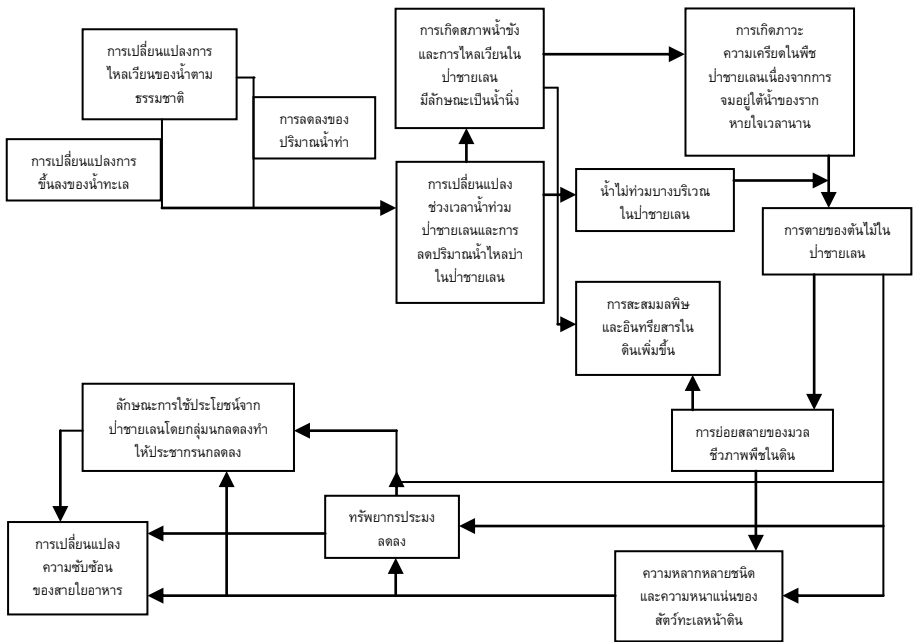 การเปลี่ยนแปลงการ
ไหลเวียนของน้ำตาม
ธรรมชาติ
การลดลงของ
ปริมาณน้ำท่า
การเปลี่ยนแปลงการ
ขึ้นลงของน้ำทะเล
การเกิดสภาพน้ำขัง
และการไหลเวียนใน
ป่าชายเลน
มีลักษณะเป็นน้ำนิ่ง
การเกิดภาวะ
ความเครียดในพืช
ป่าชายเลนเนื่องจากการ
จมอยู่ใต้น้ำของราก
หายใจเวลานาน
การเปลี่ยนแปลง
ช่วงเวลาน้ำท่วม
ป่าชายเลนและการ
ลดปริมาณน้ำไหลบ่า
ในป่าชายเลน
น้ำไม่ท่วมบางบริเวณ
ในป่าชายเลน
การตายของต้นไม้ใน
ป่าชายเลน
การสะสมมลพิษ
และอินทรียสารใน
ดินเพิ่มขึ้น
ลักษณะการใช้ประโยชน์จาก
ป่าชายเลนโดยกลุ่มนกลดลงทำ
ให้ประชากรนกลดลง
การย่อยสลายของมวล
ชีวภาพพืชในดิน
ทรัพยากรประมง
ลดลง
การเปลี่ยนแปลง
ความซับซ้อน
ของสายใยอาหาร
ความหลากหลายชนิด
และความหนาแน่นของ
สัตว์ทะเลหน้าดิน